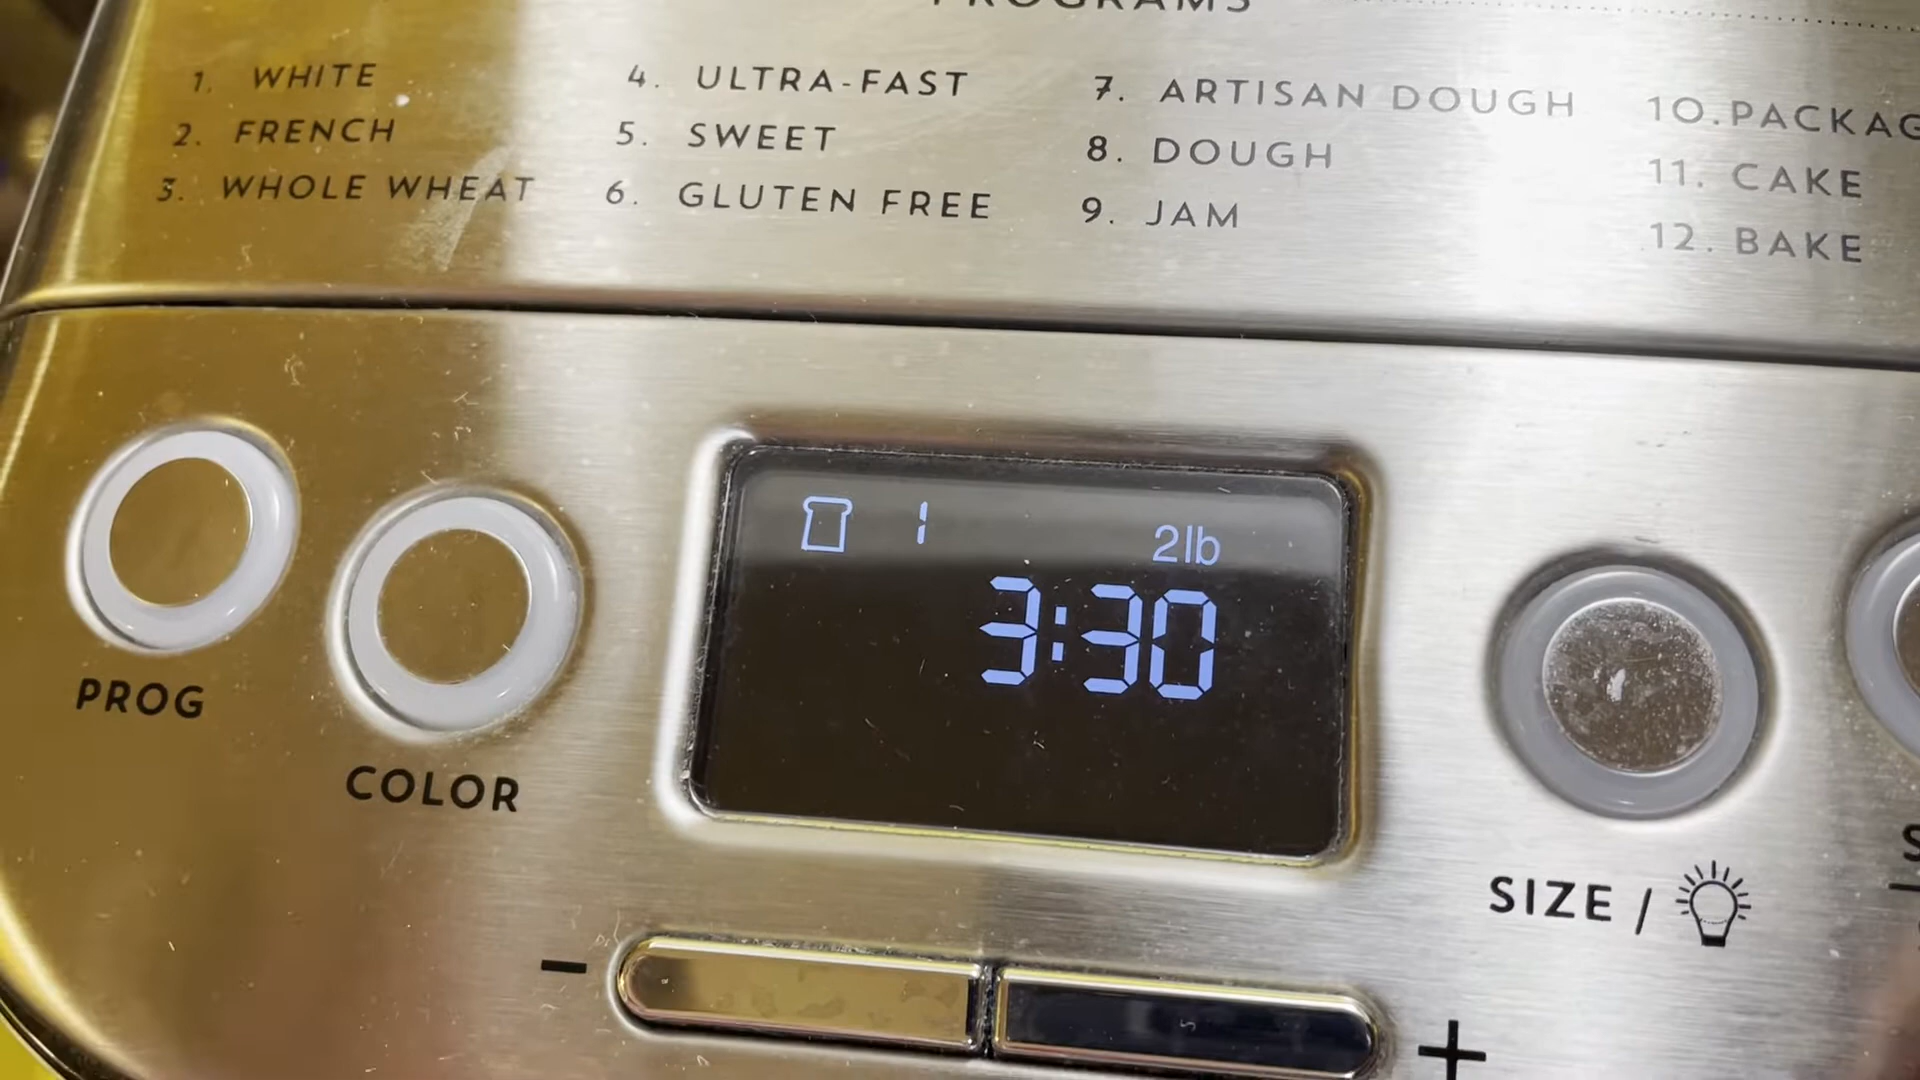 PROGRAMS
1. WHITE
2. FRENCH
3. WHOLE WHEAT
4. ULTRA-FAST
5. SWEET
6. GLUTEN FREE
7. ARTISAN DOUGH
8. DOUGH
9. JAM
10. PACKAG
11. CAKE
12. BAKE
1 2lb
3:30
PROG
COLOR
SIZE /
- +